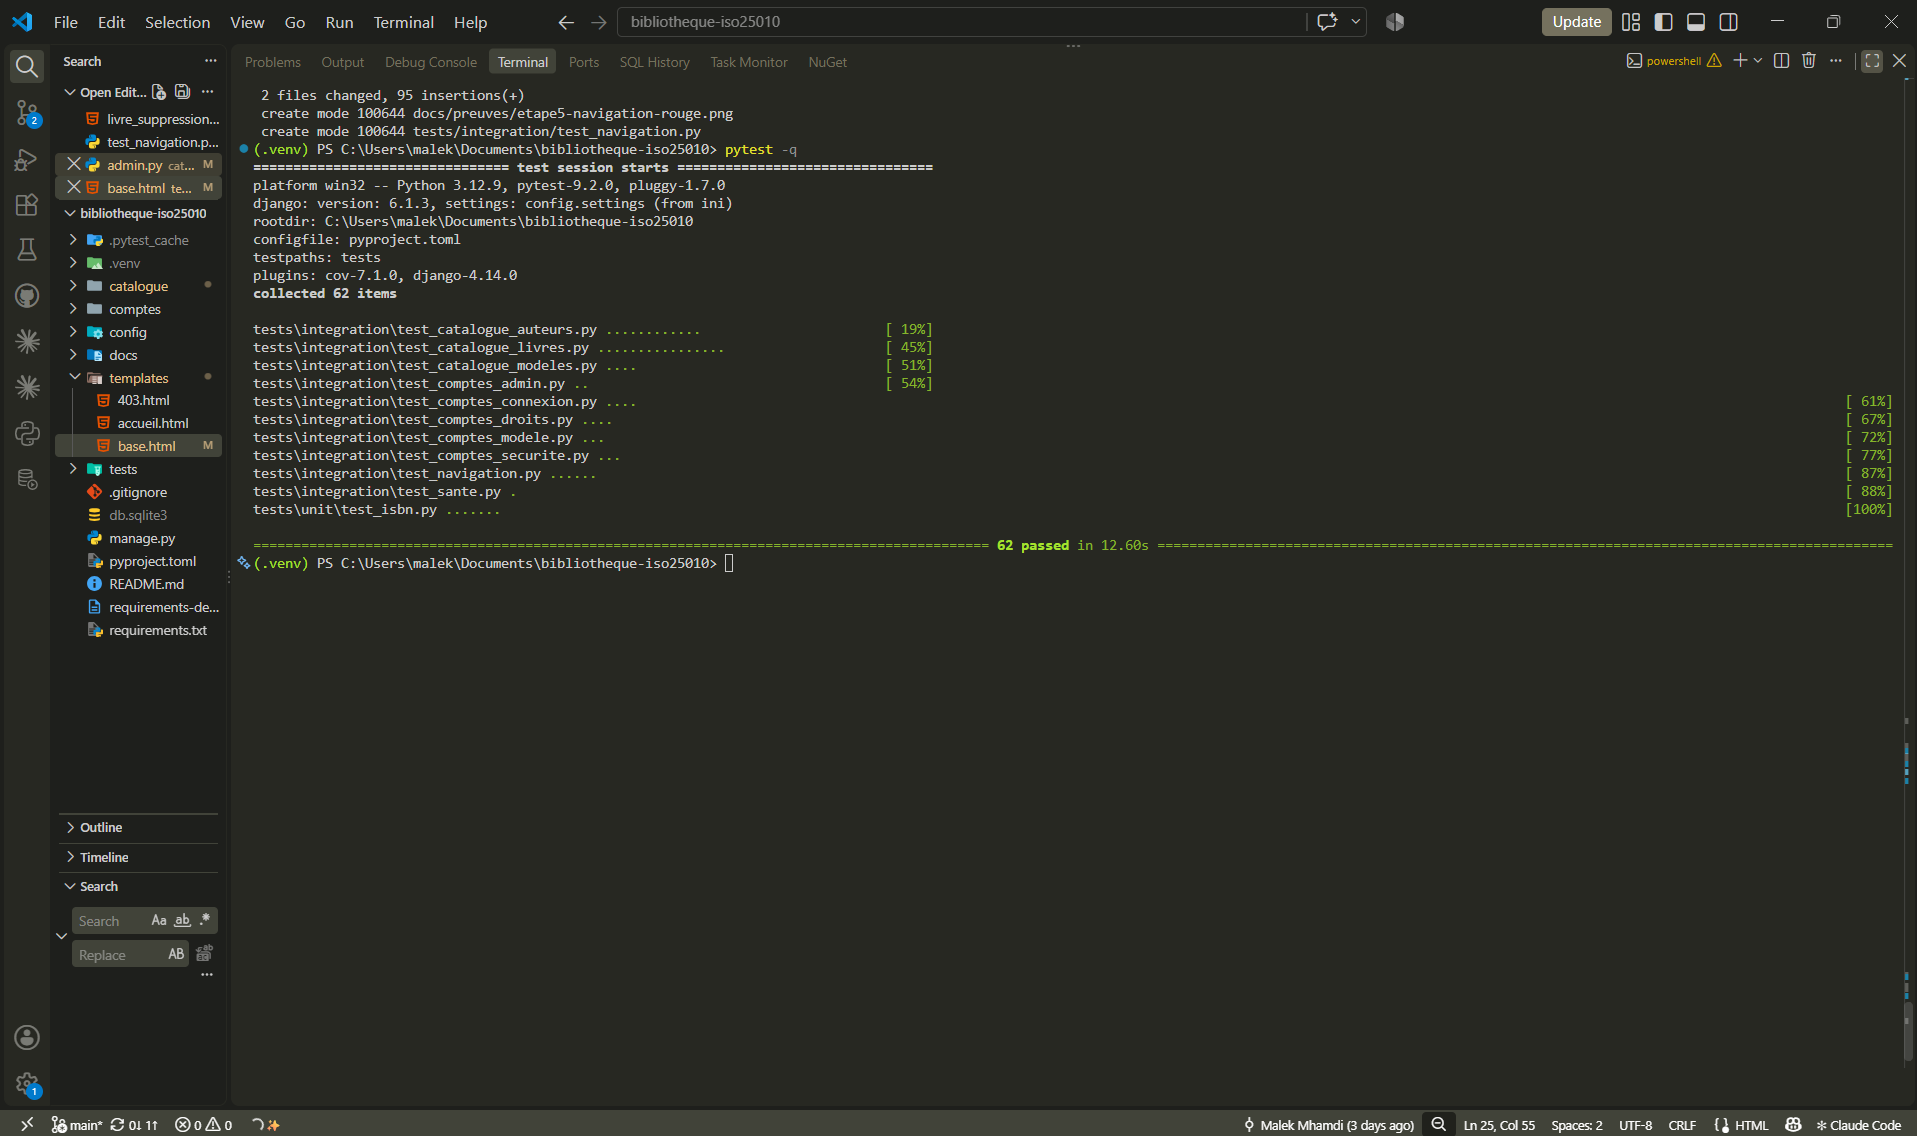 File Edit Selection View Go Run Terminal Help
bibliotheque-iso25010
Update
Search
Open Edit...
livre_suppression...
test_navigation.p...
admin.py cat... M
base.html te... M
bibliotheque-iso25010
.pytest_cache
.venv
catalogue
comptes
config
docs
templates
403.html
accueil.html
base.html M
tests
.gitignore
db.sqlite3
manage.py
pyproject.toml
README.md
requirements-de...
requirements.txt
Outline
Timeline
Search
Search Aa ab .*
Replace AB
2
1
Problems Output Debug Console Terminal Ports SQL History Task Monitor NuGet
powershell
2 files changed, 95 insertions(+)
create mode 100644 docs/preuves/etape5-navigation-rouge.png
create mode 100644 tests/integration/test_navigation.py
(.venv) PS C:\Users\malek\Documents\bibliotheque-iso25010> pytest -q
================================ test session starts ================================
platform win32 -- Python 3.12.9, pytest-9.2.0, pluggy-1.7.0
django: version: 6.1.3, settings: config.settings (from ini)
rootdir: C:\Users\malek\Documents\bibliotheque-iso25010
configfile: pyproject.toml
testpaths: tests
plugins: cov-7.1.0, django-4.14.0
collected 62 items
tests\integration\test_catalogue_auteurs.py ............ [ 19%]
tests\integration\test_catalogue_livres.py ................ [ 45%]
tests\integration\test_catalogue_modeles.py .... [ 51%]
tests\integration\test_comptes_admin.py .. [ 54%]
tests\integration\test_comptes_connexion.py .... [ 61%]
tests\integration\test_comptes_droits.py .... [ 67%]
tests\integration\test_comptes_modele.py ... [ 72%]
tests\integration\test_comptes_securite.py ... [ 77%]
tests\integration\test_navigation.py ...... [ 87%]
tests\integration\test_sante.py . [ 88%]
tests\unit\test_isbn.py ....... [100%]
============================================================================================ 62 passed in 12.60s ============================================================================================
(.venv) PS C:\Users\malek\Documents\bibliotheque-iso25010>
main* 0↓ 1↑ 0 0
Malek Mhamdi (3 days ago) Ln 25, Col 55 Spaces: 2 UTF-8 CRLF HTML Claude Code